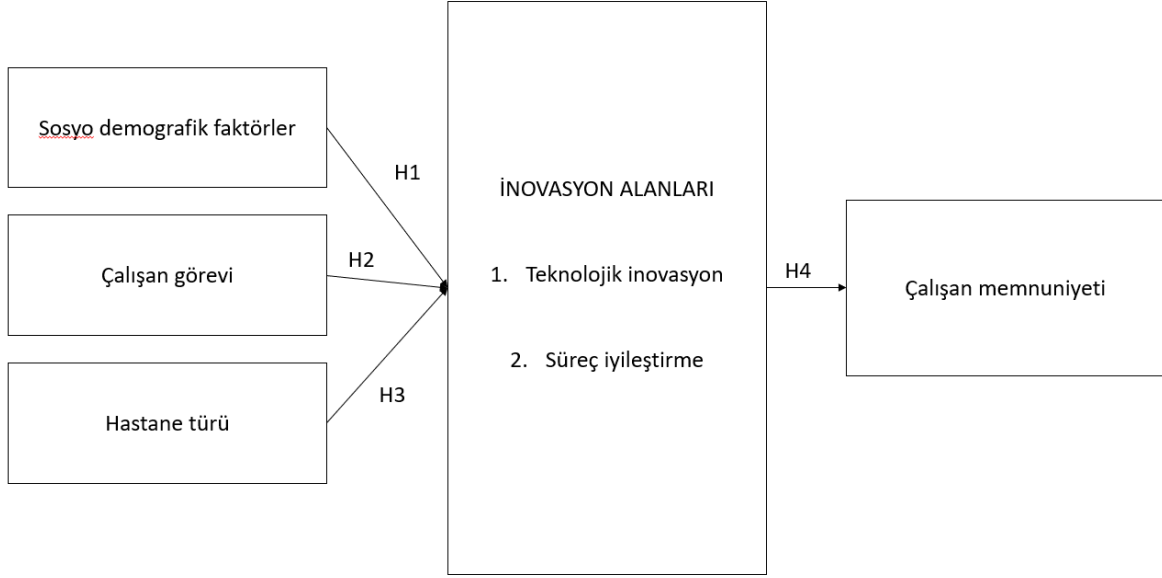 Sosyo demografik faktörler
H1
Çalışan görevi
H2
Hastane türü
H3
İNOVASYON ALANLARI
1. Teknolojik inovasyon
2. Süreç iyileştirme
H4
Çalışan memnuniyeti